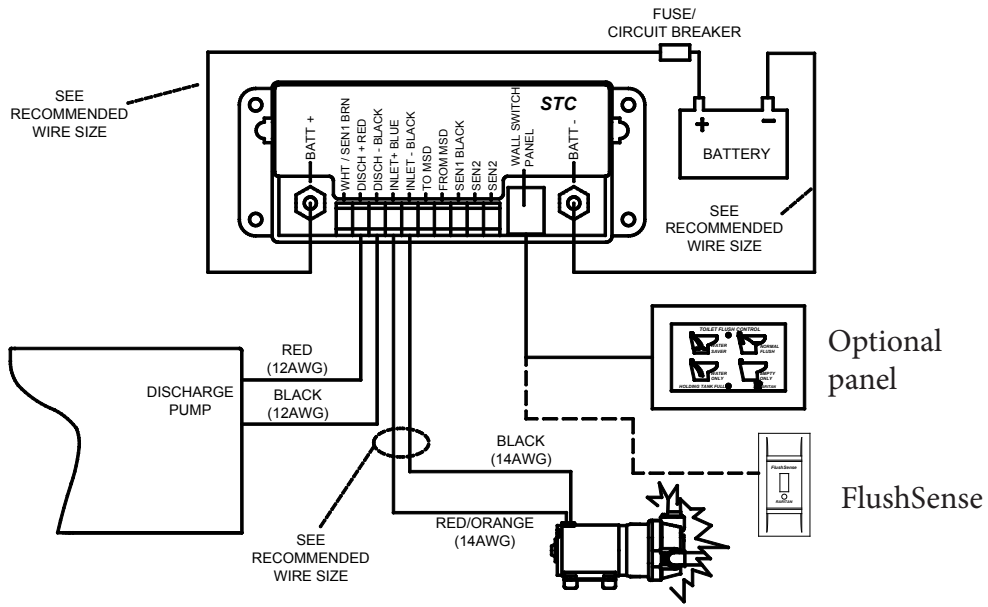 FUSE/
CIRCUIT BREAKER
SEE
RECOMMENDED
WIRE SIZE
STC
BATT +
WHT / SEN1 BRN
DISCH + RED
DISCH - BLACK
INLET+ BLUE
INLET - BLACK
TO MSD
FROM MSD
SEN1 BLACK
SEN2
SEN2
WALL SWITCH
PANEL
BATT -
+
−
BATTERY
SEE
RECOMMENDED
WIRE SIZE
TOILET FLUSH CONTROL
WATER
SAVER
NORMAL
FLUSH
WATER
ONLY
EMPTY
ONLY
HOLDING TANK FULL
RARITAN
Optional
panel
RED
(12AWG)
DISCHARGE
PUMP
BLACK
(12AWG)
BLACK
(14AWG)
FlushSense
RARITAN
FlushSense
RED/ORANGE
(14AWG)
SEE
RECOMMENDED
WIRE SIZE